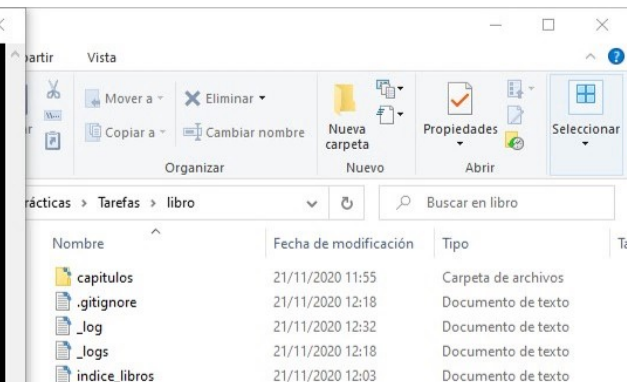 partir Vista
Mover a Eliminar
Copiar a Cambiar nombre
Nueva carpeta
Propiedades
Seleccionar
Organizar Nuevo Abrir
Tarefas > libro
Buscar en libro
Nombre Fecha de modificación Tipo
capitulos 21/11/2020 11:55 Carpeta de archivos
.gitignore 21/11/2020 12:18 Documento de texto
_log 21/11/2020 12:32 Documento de texto
_logs 21/11/2020 12:18 Documento de texto
indice_libros 21/11/2020 12:03 Documento de texto